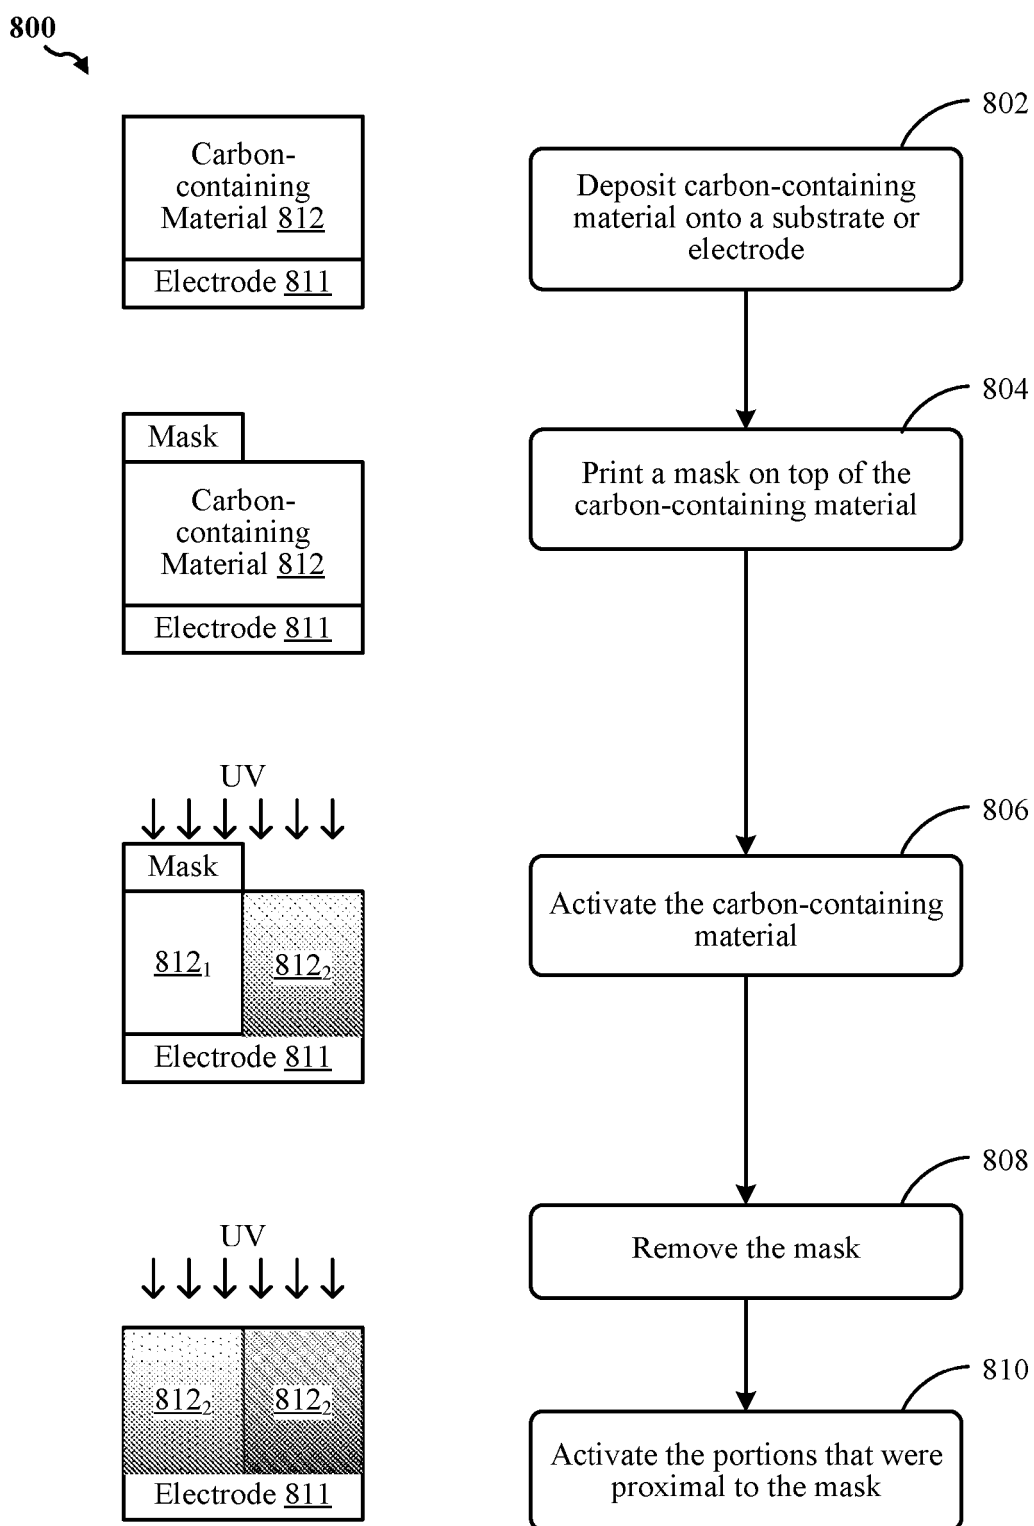 800
802
Carbon-
containing
Material 812
Electrode 811
Deposit carbon-containing
material onto a substrate or
electrode
804
Mask
Carbon-
containing
Material 812
Electrode 811
Print a mask on top of the
carbon-containing material
UV
806
Mask
812₁ 812₂
Electrode 811
Activate the carbon-containing
material
808
Remove the mask
UV
810
812₂ 812₂
Electrode 811
Activate the portions that were
proximal to the mask